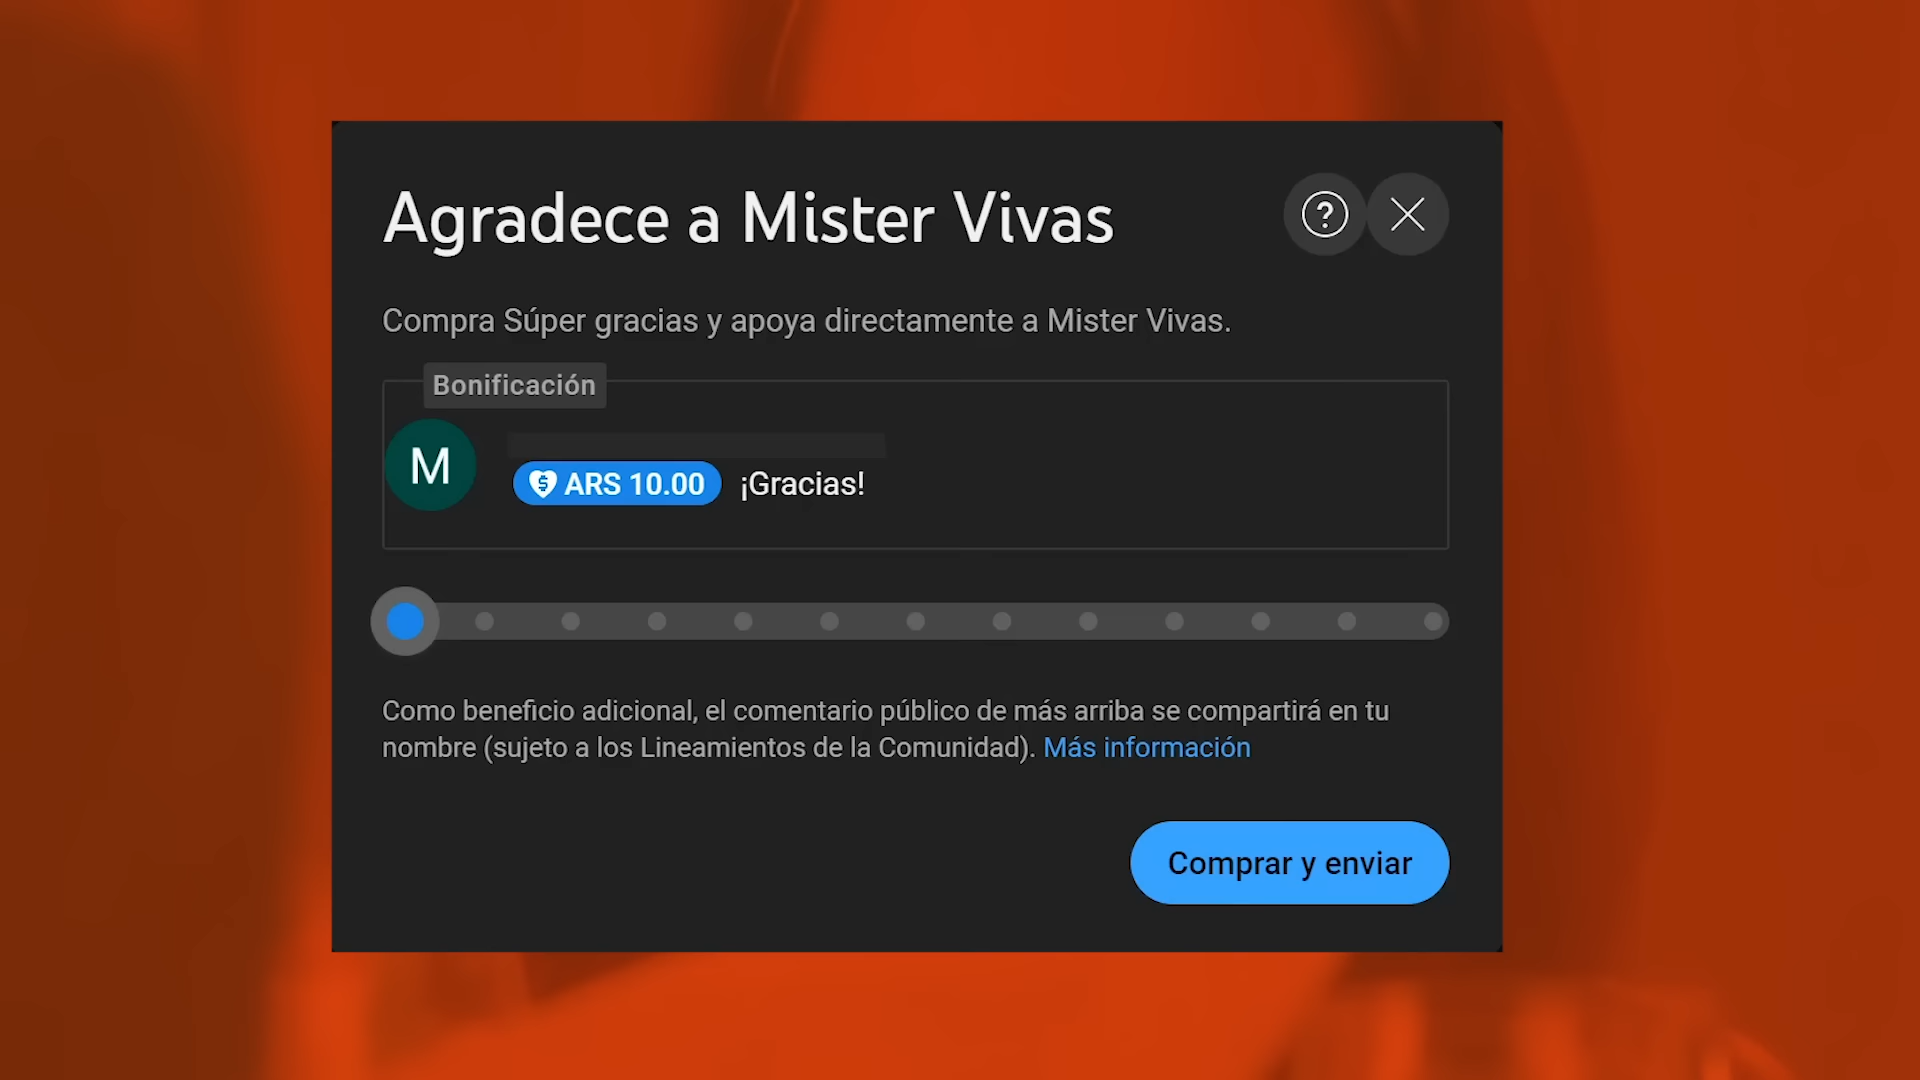 Agradece a Mister Vivas
?
Compra Súper gracias y apoya directamente a Mister Vivas.
Bonificación
M
$ ARS 10.00 ¡Gracias!
Como beneficio adicional, el comentario público de más arriba se compartirá en tu
nombre (sujeto a los Lineamientos de la Comunidad). Más información
Comprar y enviar